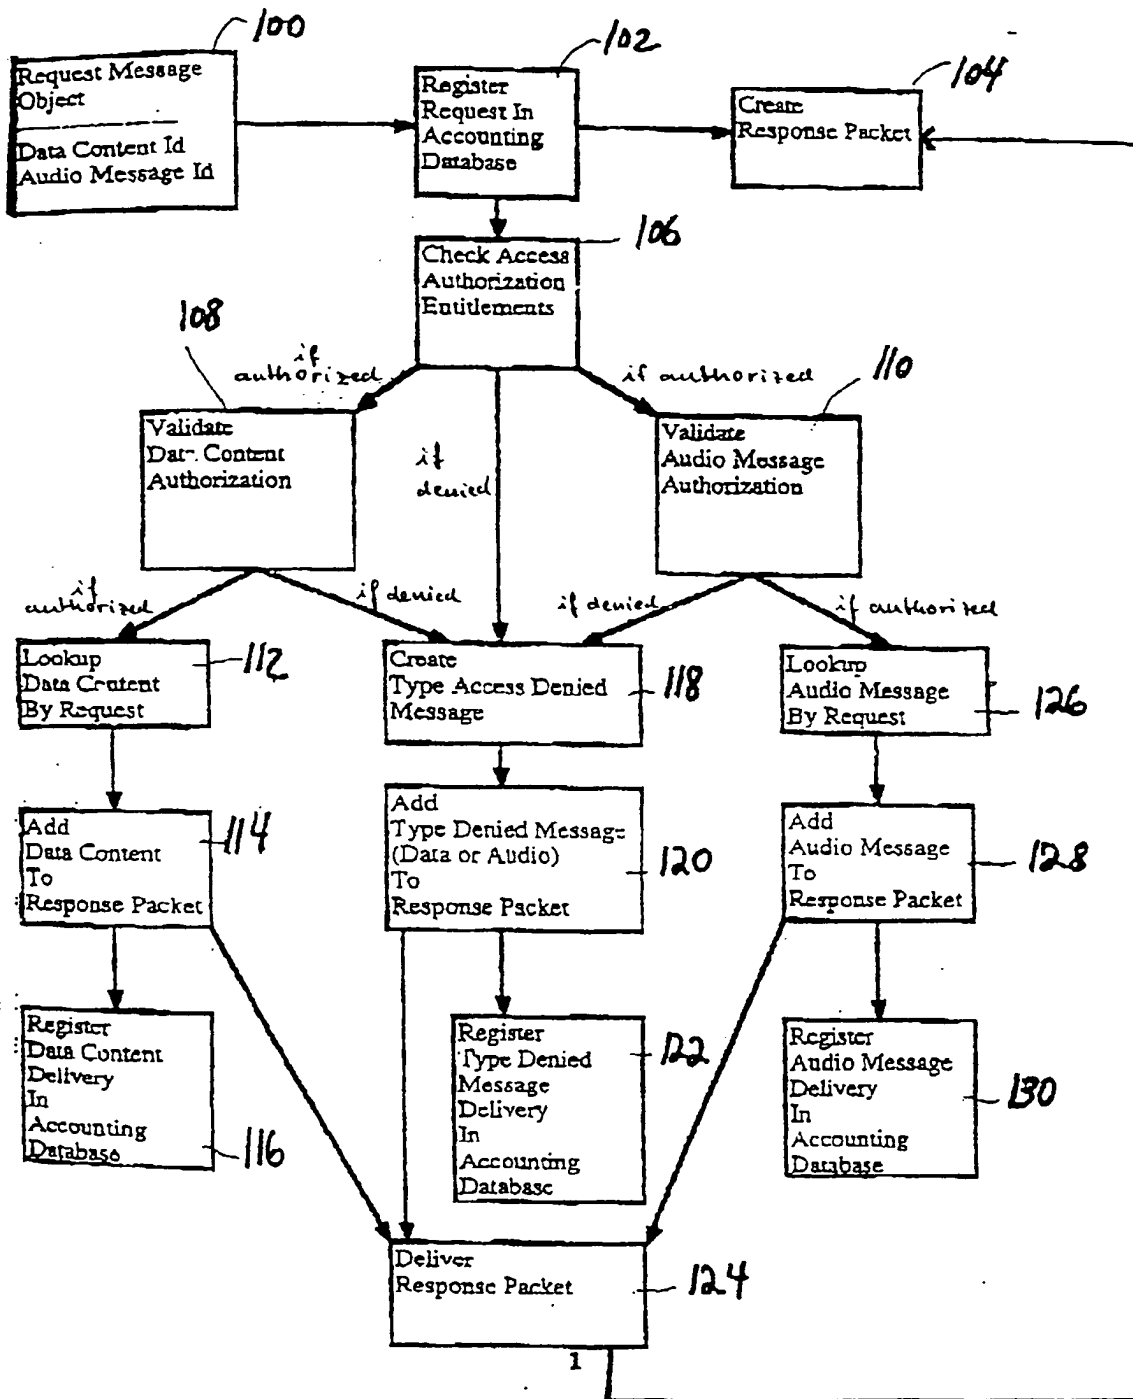 100
Request Message
Object
Data Content Id
Audio Message Id
102
Register
Request In
Accounting
Database
104
Create
Response Packet
106
Check Access
Authorization
Entitlements
108
if
authorized
if authorized
110
Validate
Content
Authorization
if
denied
Validate
Audio Message
Authorization
if
authorized
if denied
if denied
if authorized
Lookup
Data Content
By Request
112
Create
Type Access Denied
Message
118
Lookup
Audio Message
By Request
126
Add
Data Content
To
Response Packet
114
Add
Type Denied Message
(Data or Audio)
To
Response Packet
120
Add
Audio Message
To
Response Packet
128
Register
Data Content
Delivery
In
Accounting
Database
116
Register
Type Denied
Message
Delivery
In
Accounting
Database
122
Register
Audio Message
Delivery
In
Accounting
Database
130
Deliver
Response Packet
124
1